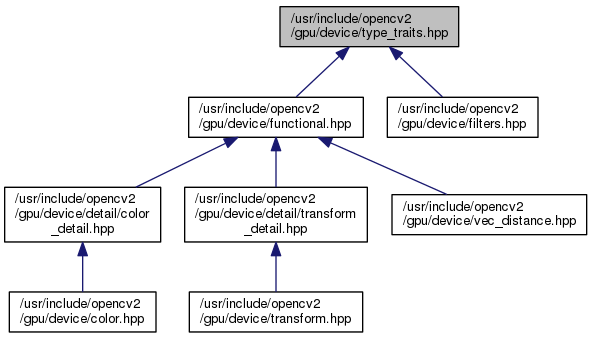 /usr/include/opencv2
/gpu/device/type_traits.hpp
/usr/include/opencv2
/gpu/device/functional.hpp
/usr/include/opencv2
/gpu/device/filters.hpp
/usr/include/opencv2
/gpu/device/detail/color
_detail.hpp
/usr/include/opencv2
/gpu/device/detail/transform
_detail.hpp
/usr/include/opencv2
/gpu/device/vec_distance.hpp
/usr/include/opencv2
/gpu/device/color.hpp
/usr/include/opencv2
/gpu/device/transform.hpp